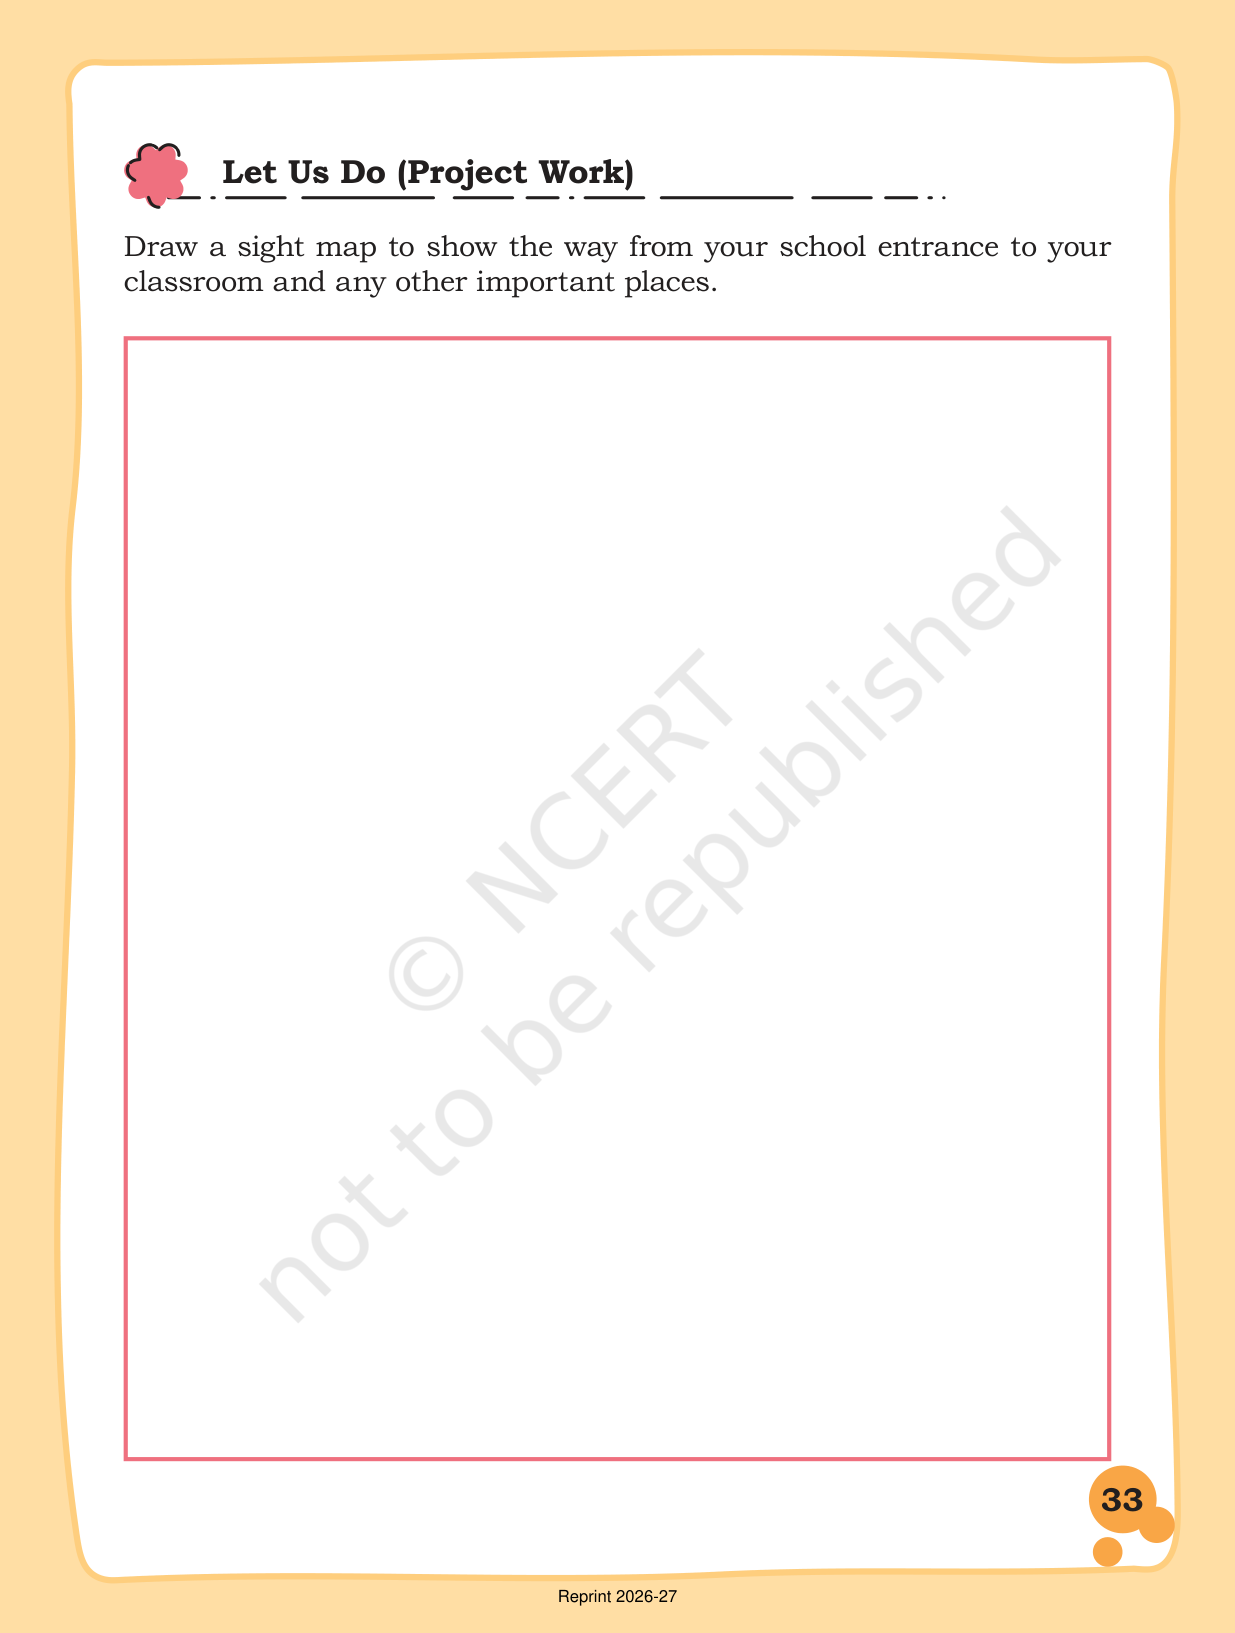 Let Us Do (Project Work)
Draw a sight map to show the way from your school entrance to your
classroom and any other important places.
© NCERT
not to be republished
33
Reprint 2026-27